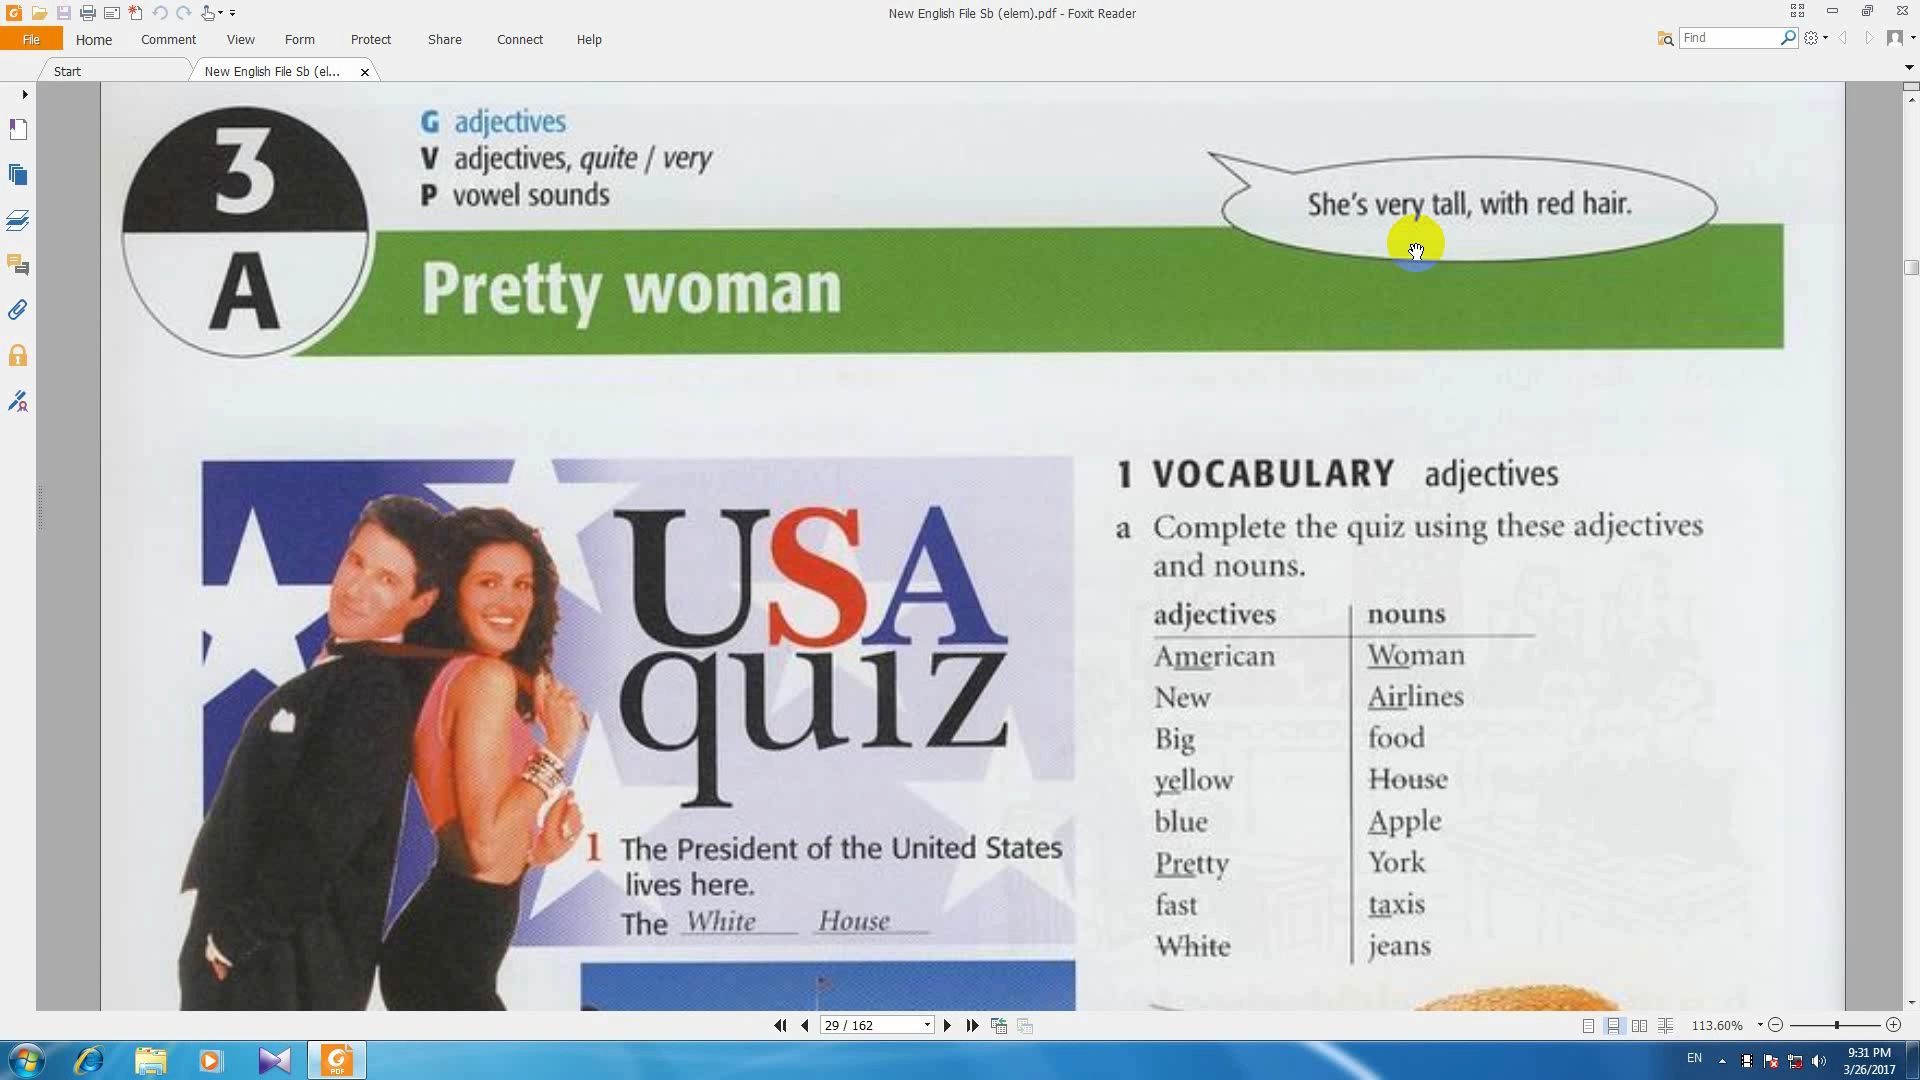 New English File Sb (elem).pdf - Foxit Reader
File Home Comment View Form Protect Share Connect Help
Find
Start
New English File Sb (el...
3
A
G adjectives
V adjectives, quite / very
P vowel sounds
She's very tall, with red hair.
Pretty woman
USA
quiz
1 The President of the United States
lives here.
The White House
1 VOCABULARY adjectives
a Complete the quiz using these adjectives
and nouns.
adjectives nouns
American Woman
New Airlines
Big food
yellow House
blue Apple
Pretty York
fast taxis
White jeans
29 / 162
113.60%
PDF
EN
9:31 PM
3/26/2017